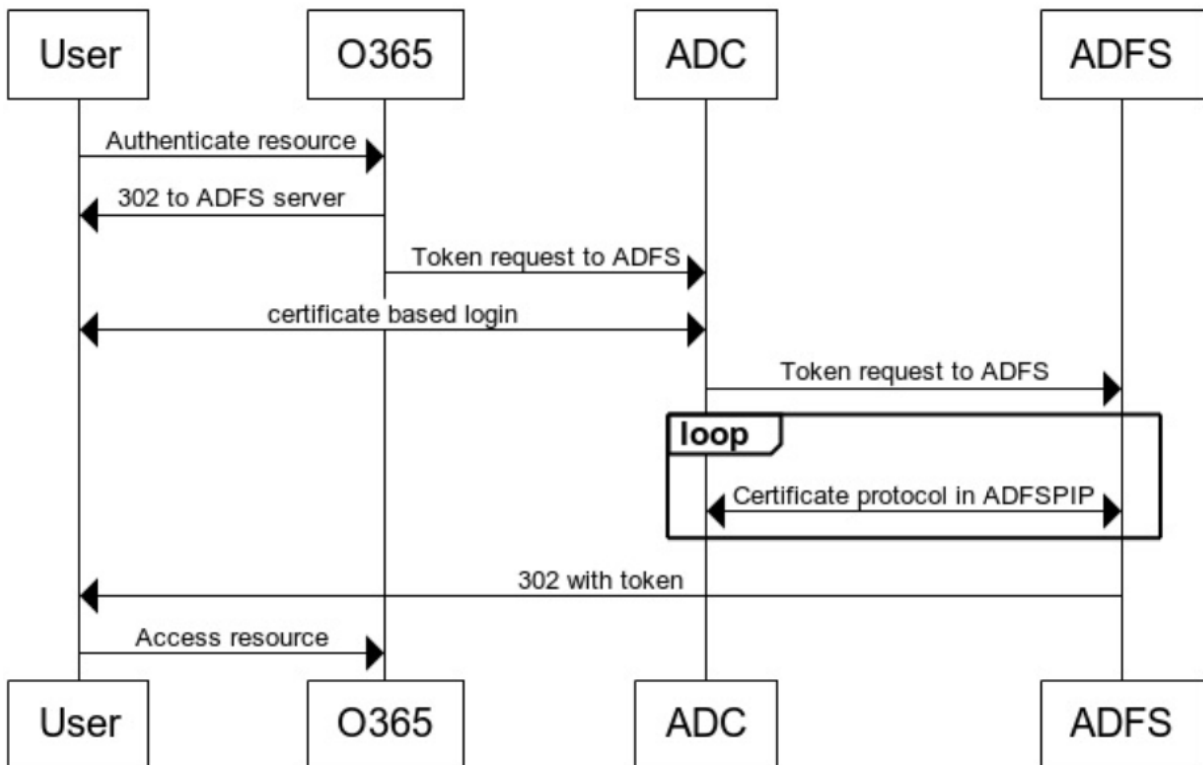 User
O365
ADC
ADFS
Authenticate resource
302 to ADFS server
Token request to ADFS
certificate based login
Token request to ADFS
loop
Certificate protocol in ADFSPIP
302 with token
Access resource
User
O365
ADC
ADFS